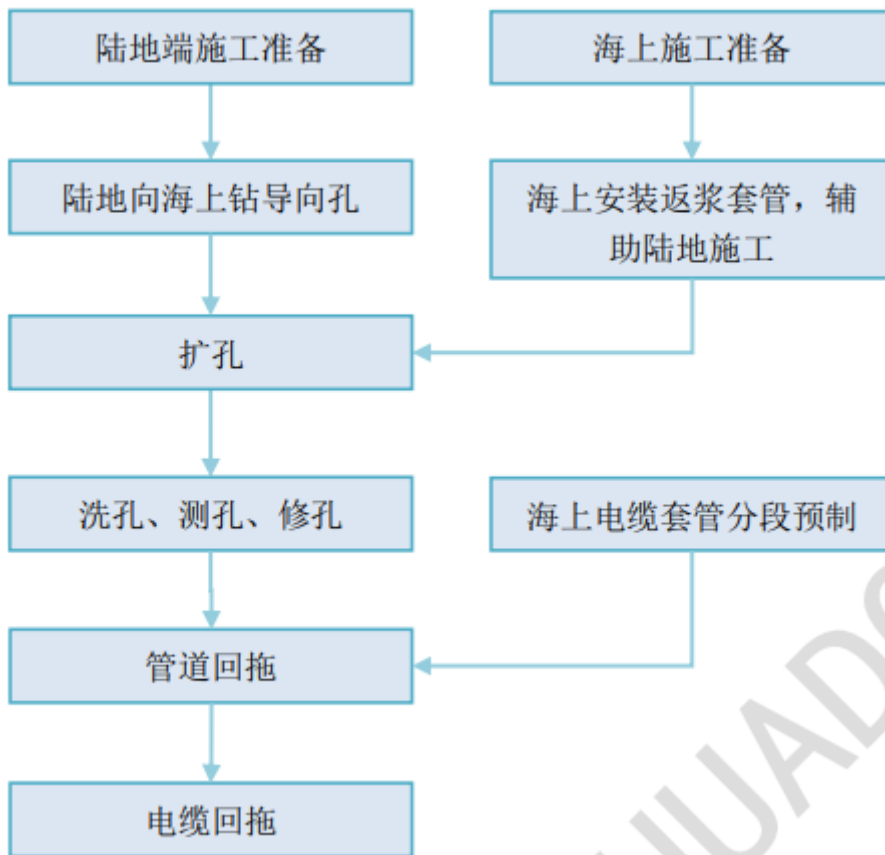 陆地端施工准备
海上施工准备
陆地向海上钻导向孔
海上安装返浆套管，辅
助陆地施工
扩孔
洗孔、测孔、修孔
海上电缆套管分段预制
管道回拖
电缆回拖